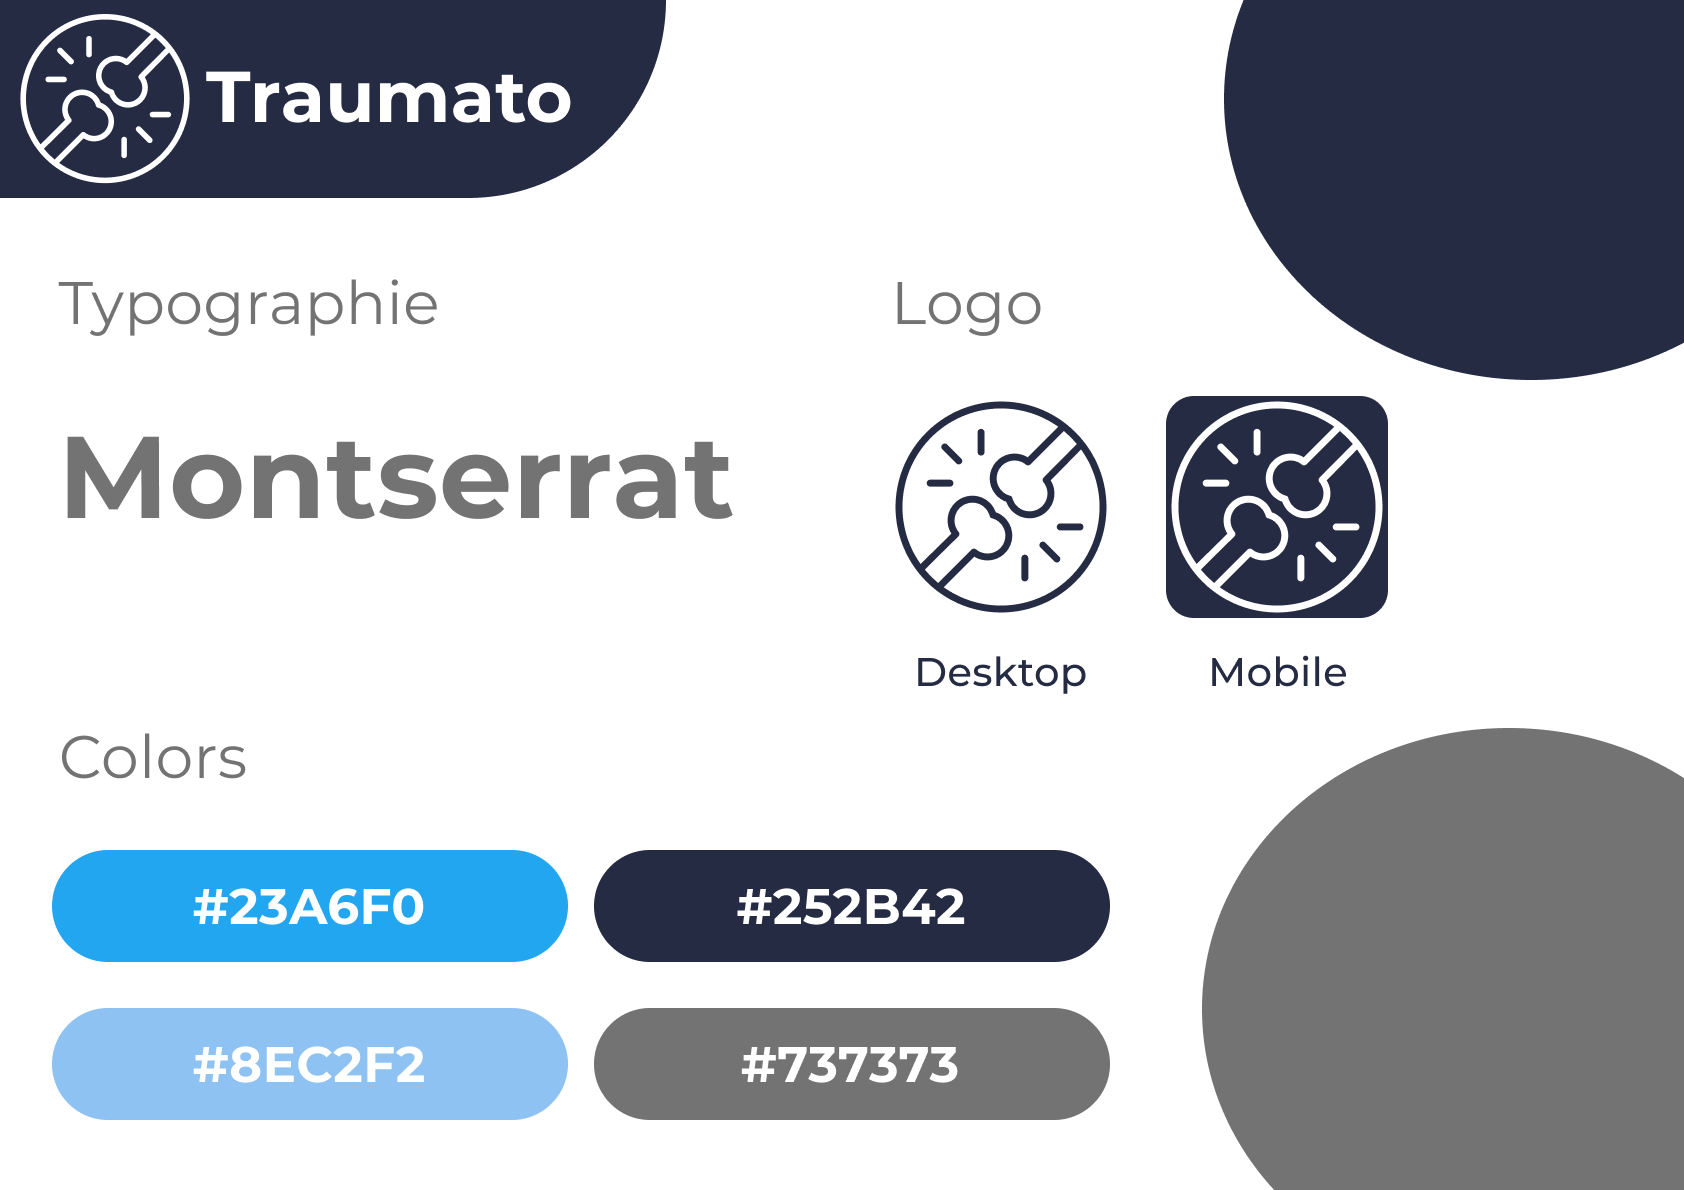 Traumato
Typographie
Logo
Montserrat
Desktop
Mobile
Colors
#23A6F0
#252B42
#8EC2F2
#737373